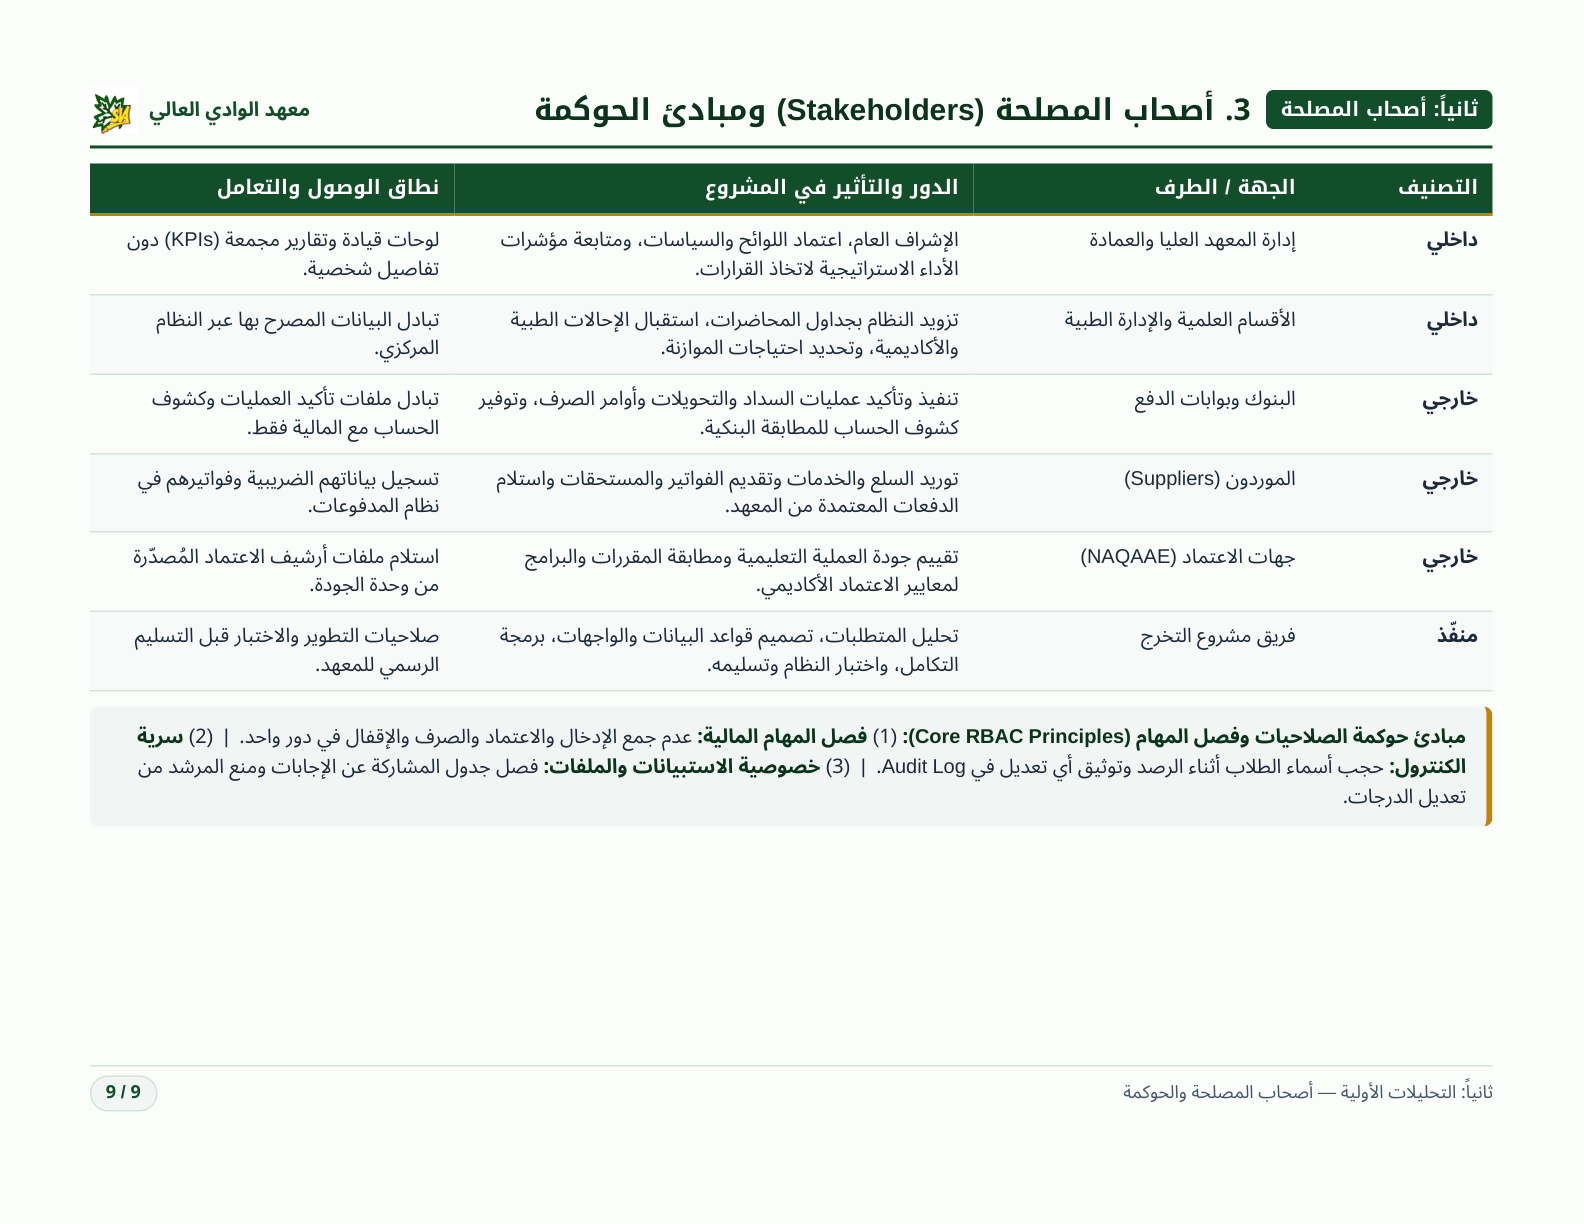 ثانياً: أصحاب المصلحة
3. أصحاب المصلحة (Stakeholders) ومبادئ الحوكمة
معهد الوادي العالي
التصنيف | الجهة / الطرف | الدور والتأثير في المشروع | نطاق الوصول والتعامل
داخلي
إدارة المعهد العليا والعمادة
الإشراف العام، اعتماد اللوائح والسياسات، ومتابعة مؤشرات
الأداء الاستراتيجية لاتخاذ القرارات.
لوحات قيادة وتقارير مجمعة (KPIs) دون
تفاصيل شخصية.
داخلي
الأقسام العلمية والإدارة الطبية
تزويد النظام بجداول المحاضرات، استقبال الإحالات الطبية
والأكاديمية، وتحديد احتياجات الموازنة.
تبادل البيانات المصرح بها عبر النظام
المركزي.
خارجي
البنوك وبوابات الدفع
تنفيذ وتأكيد عمليات السداد والتحويلات وأوامر الصرف، وتوفير
كشوف الحساب للمطابقة البنكية.
تبادل ملفات تأكيد العمليات وكشوف
الحساب مع المالية فقط.
خارجي
الموردون (Suppliers)
توريد السلع والخدمات وتقديم الفواتير والمستحقات واستلام
الدفعات المعتمدة من المعهد.
تسجيل بياناتهم الضريبية وفواتيرهم في
نظام المدفوعات.
خارجي
جهات الاعتماد (NAQAAE)
تقييم جودة العملية التعليمية ومطابقة المقررات والبرامج
لمعايير الاعتماد الأكاديمي.
استلام ملفات أرشيف الاعتماد المُصدّرة
من وحدة الجودة.
منفّذ
فريق مشروع التخرج
تحليل المتطلبات، تصميم قواعد البيانات والواجهات، برمجة
التكامل، واختبار النظام وتسليمه.
صلاحيات التطوير والاختبار قبل التسليم
الرسمي للمعهد.
مبادئ حوكمة الصلاحيات وفصل المهام (Core RBAC Principles): (1) فصل المهام المالية: عدم جمع الإدخال والاعتماد والصرف والإقفال في دور واحد. | (2) سرية
الكنترول: حجب أسماء الطلاب أثناء الرصد وتوثيق أي تعديل في Audit Log. | (3) خصوصية الاستبيانات والملفات: فصل جدول المشاركة عن الإجابات ومنع المرشد من
تعديل الدرجات.
ثانياً: التحليلات الأولية — أصحاب المصلحة والحوكمة
9 / 9